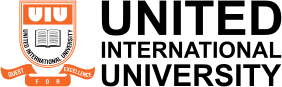 UIU
UNITED INTERNATIONAL UNIVERSITY
QUEST EXCELLENCE
FOR
UNITED
INTERNATIONAL
UNIVERSITY